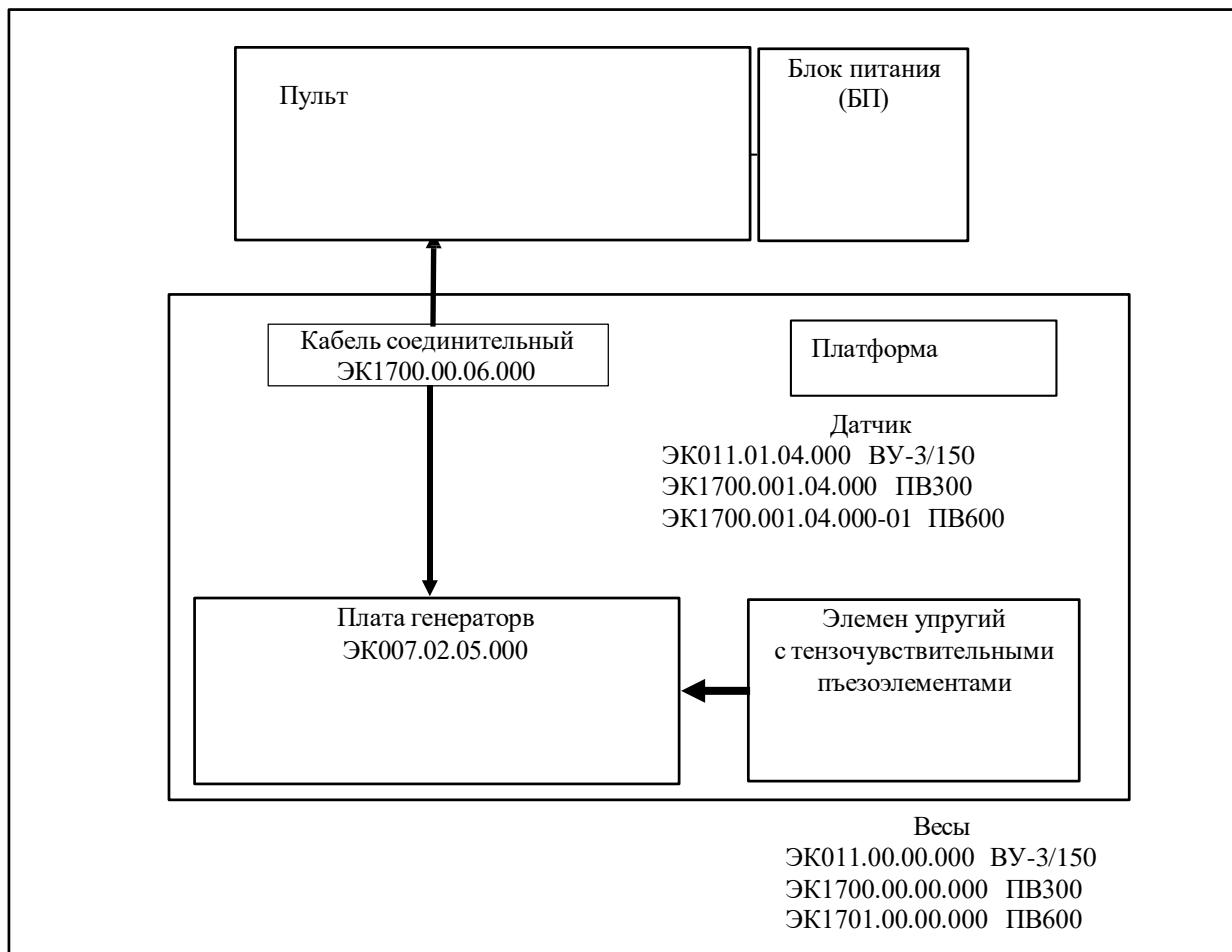 Пульт
Блок питания
(БП)
Кабель соединительный
ЭК1700.00.06.000
Платформа
Датчик
ЭК011.01.04.000 ВУ-3/150
ЭК1700.001.04.000 ПВ300
ЭК1700.001.04.000-01 ПВ600
Плата генераторв
ЭК007.02.05.000
Элемен упругий
с тензочувствительными
пъезоэлементами
Весы
ЭК011.00.00.000 ВУ-3/150
ЭК1700.00.00.000 ПВ300
ЭК1701.00.00.000 ПВ600